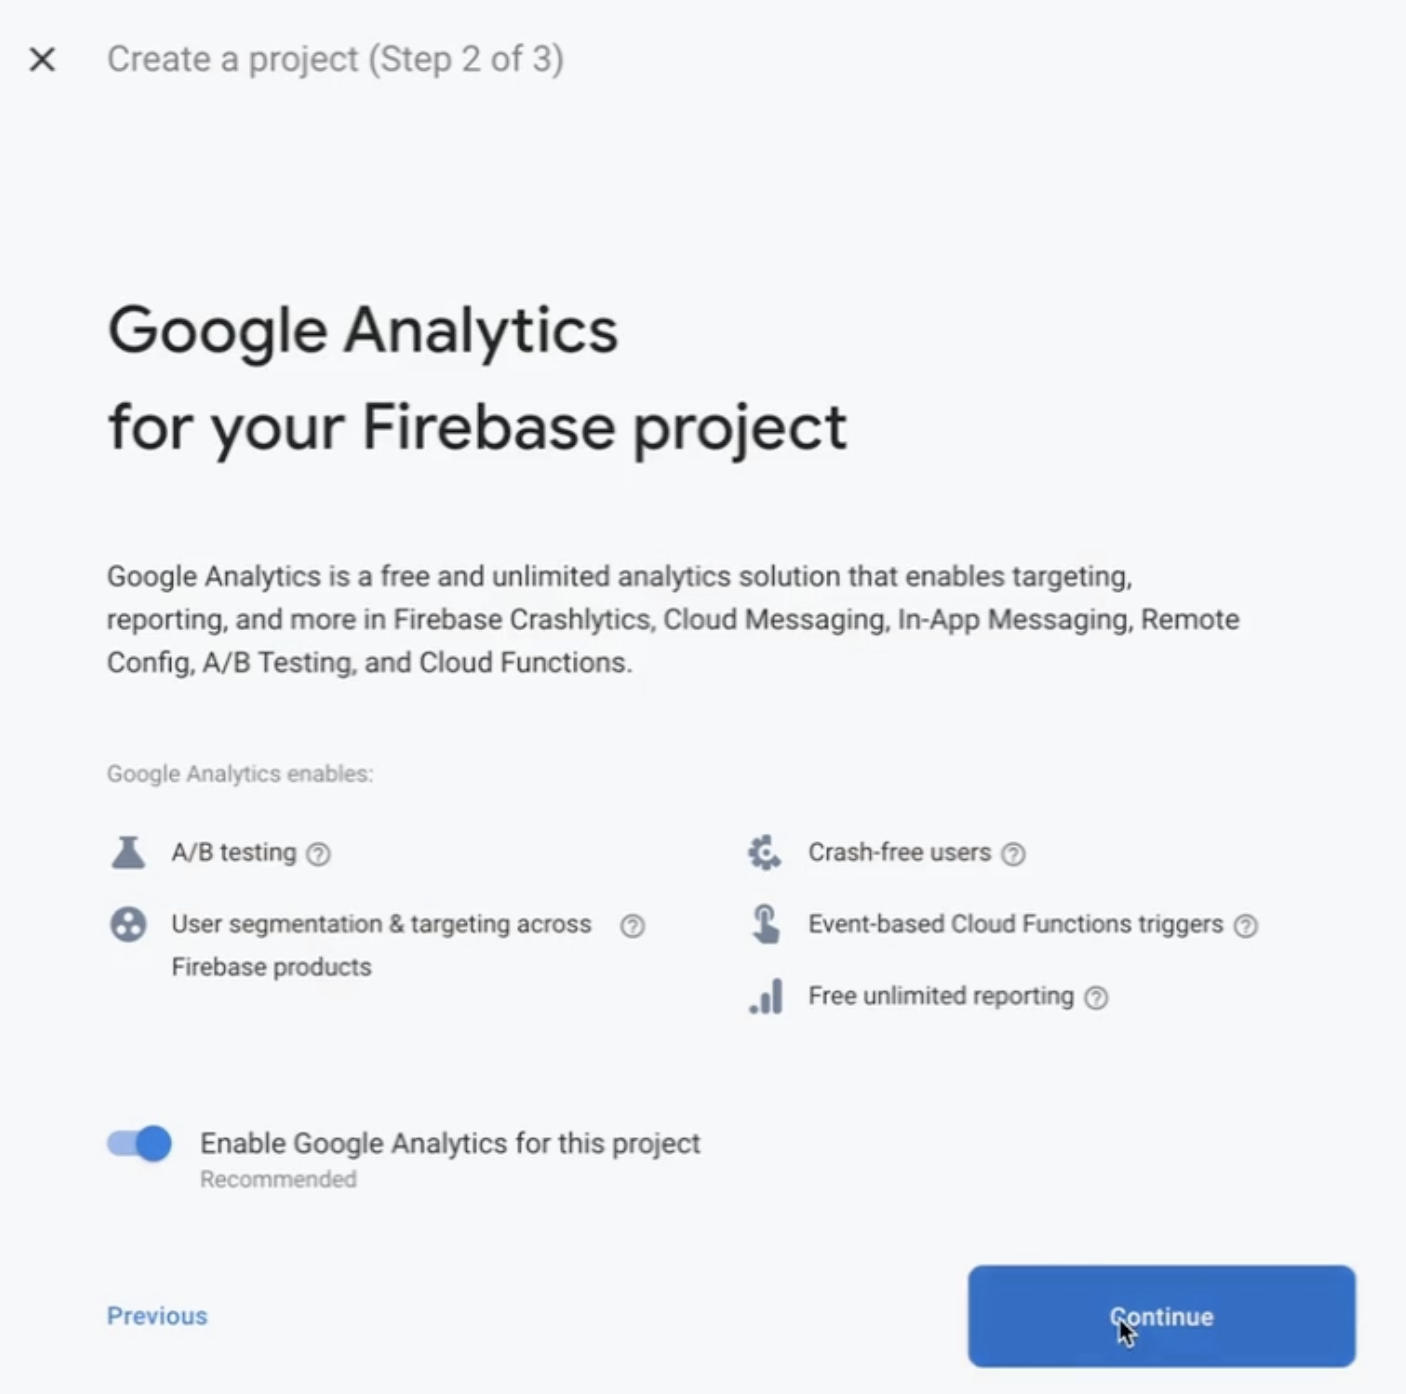 Create a project (Step 2 of 3)
Google Analytics
for your Firebase project
Google Analytics is a free and unlimited analytics solution that enables targeting,
reporting, and more in Firebase Crashlytics, Cloud Messaging, In-App Messaging, Remote
Config, A/B Testing, and Cloud Functions.
Google Analytics enables:
A/B testing
User segmentation & targeting across
Firebase products
Crash-free users
Event-based Cloud Functions triggers
Free unlimited reporting
Enable Google Analytics for this project
Recommended
Previous
Continue